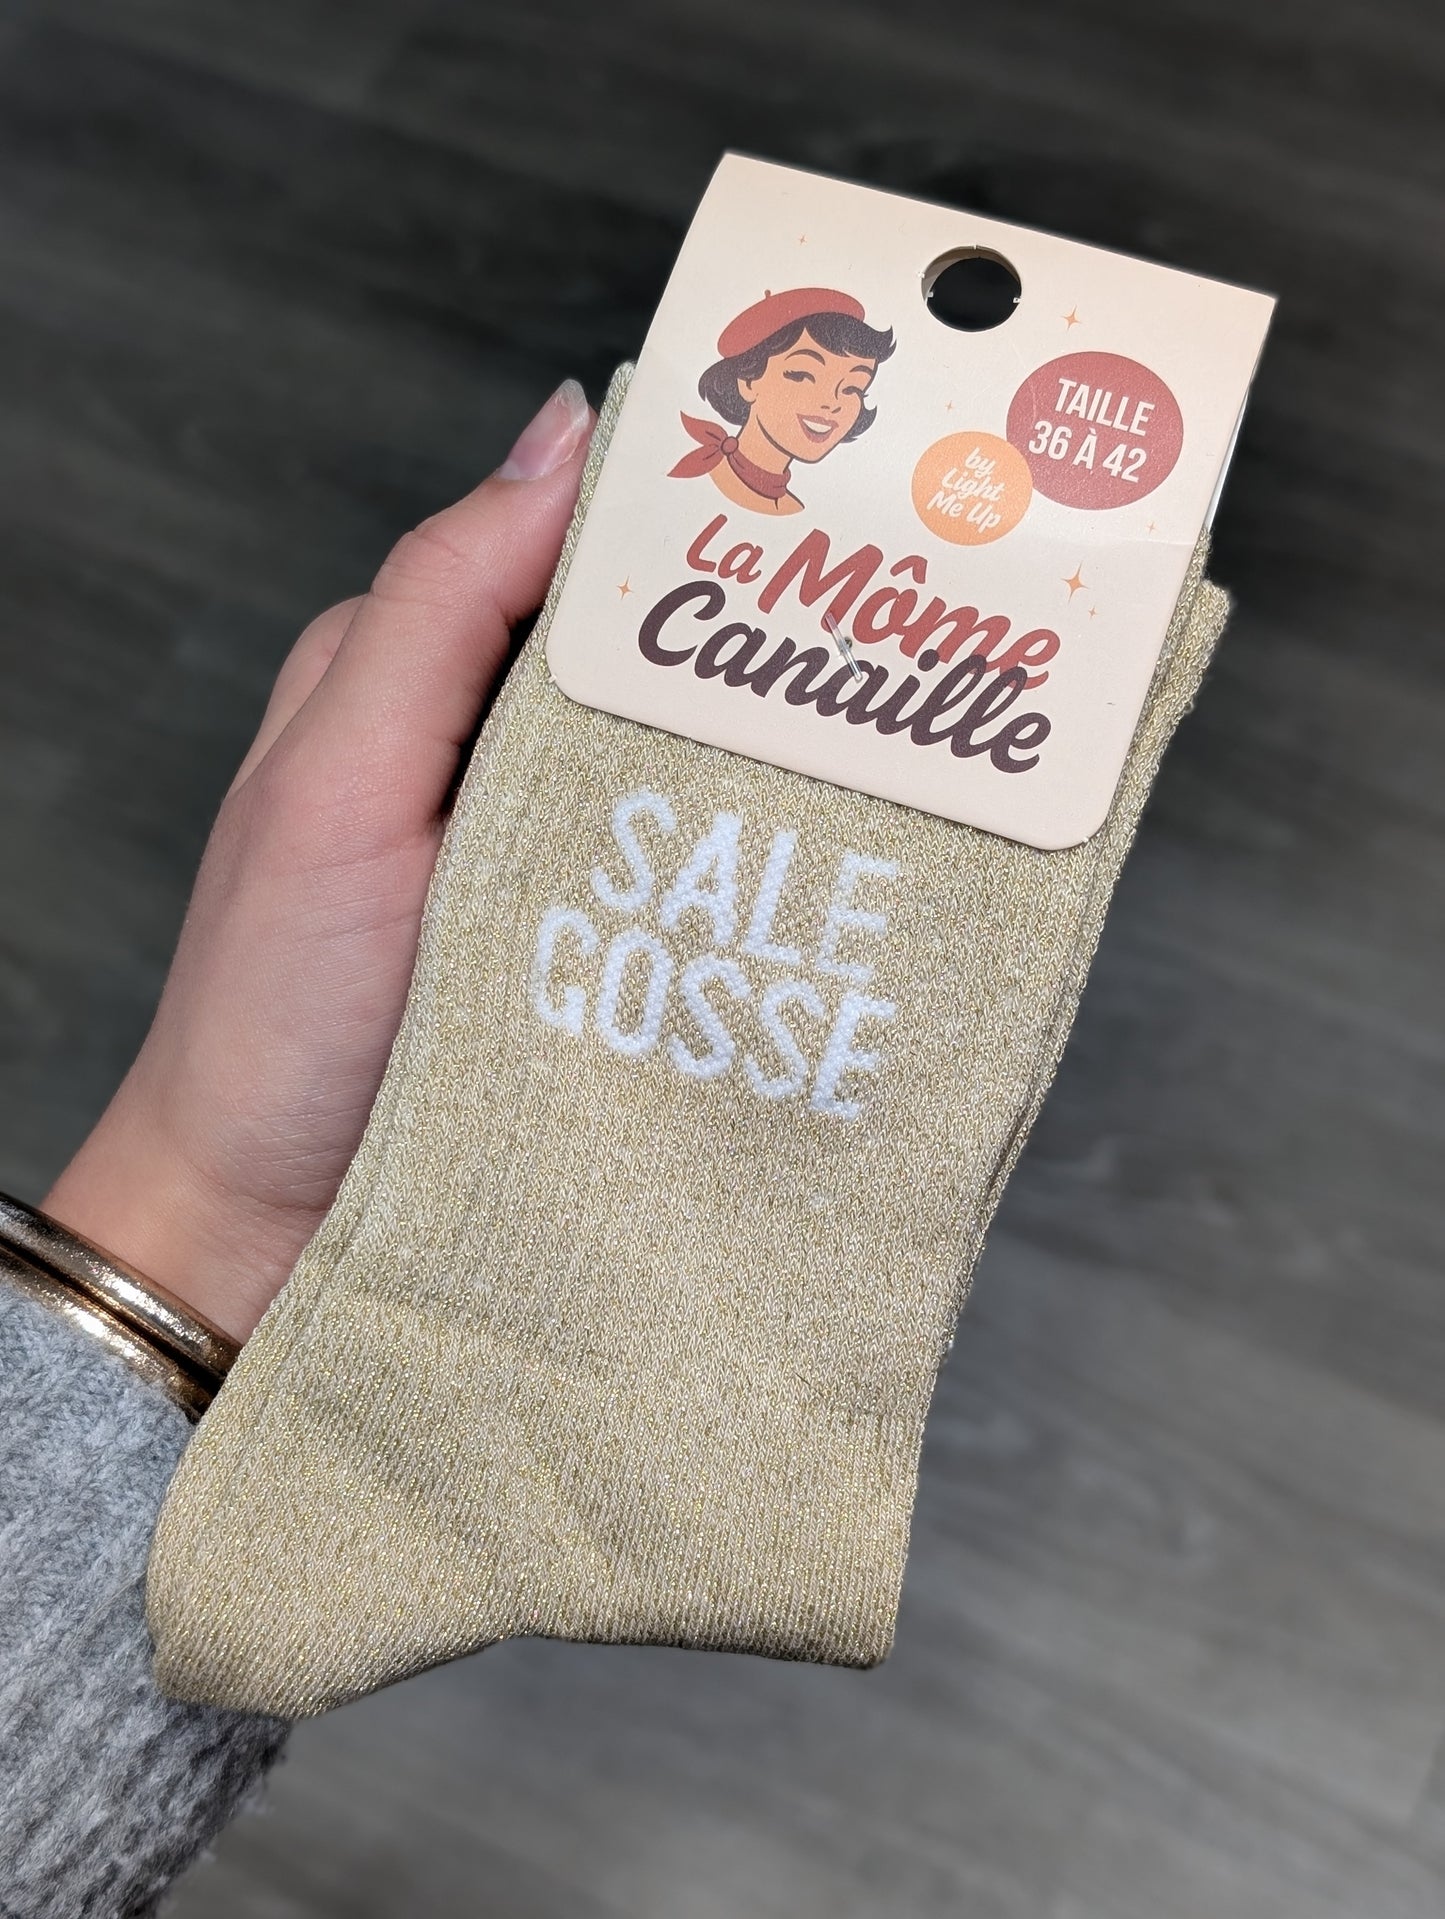 TAILLE
36 À 42
by
Light
Me Up
La Môme
Canaille
SALE
GOSSE